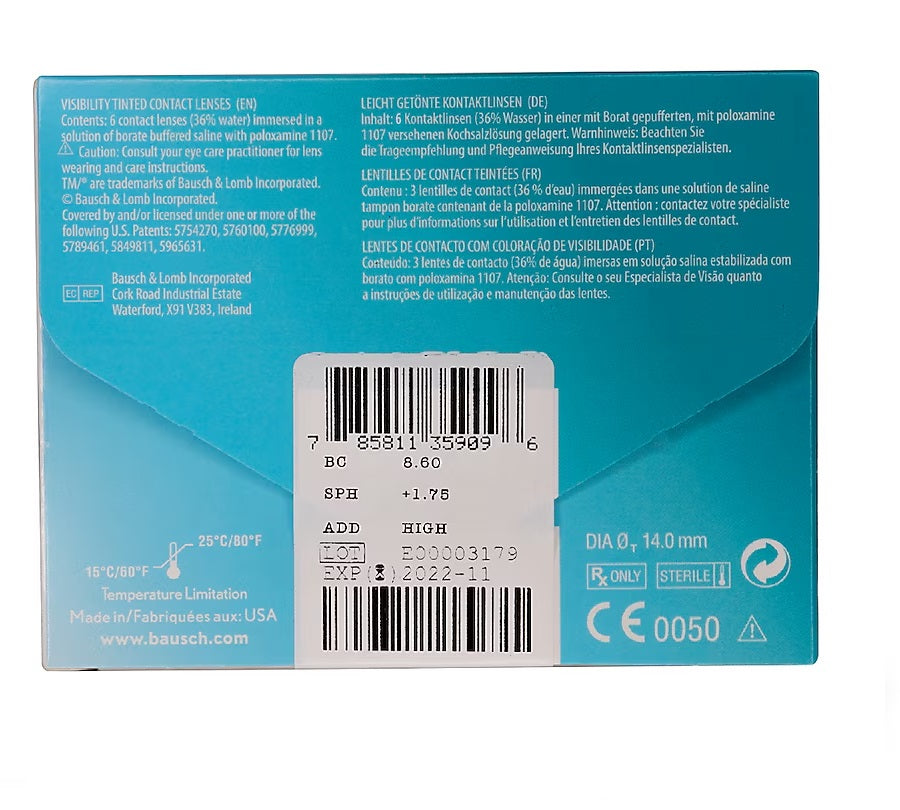 VISIBILITY TINTED CONTACT LENSES (EN)
Contents: 6 contact lenses (36% water) immersed in a
solution of borate buffered saline with poloxamine 1107.
Caution: Consult your eye care practitioner for lens
wearing and care instructions.
TM/® are trademarks of Bausch & Lomb Incorporated.
© Bausch & Lomb Incorporated.
Covered by and/or licensed under one or more of the
following U.S. Patents: 5754270, 5760100, 5776999,
5789461, 5849811, 5965631.
EC REP
Bausch & Lomb Incorporated
Cork Road Industrial Estate
Waterford, X91 V383, Ireland
LEICHT GETÖNTE KONTAKTLINSEN (DE)
Inhalt: 6 Kontaktlinsen (36% Wasser) in einer mit Borat gepufferten, mit poloxamine
1107 versehenen Kochsalzlösung gelagert. Warnhinweis: Beachten Sie
die Trageempfehlung und Pflegeanweisung Ihres Kontaktlinsenspezialisten.
LENTILLES DE CONTACT TEINTÉES (FR)
Contenu : 3 lentilles de contact (36 % d'eau) immergées dans une solution de saline
tampon borate contenant de la poloxamine 1107. Attention : contactez votre spécialiste
pour plus d'informations sur l'utilisation et l'entretien des lentilles de contact.
LENTES DE CONTACTO COM COLORAÇÃO DE VISIBILIDADE (PT)
Conteúdo: 3 lentes de contacto (36% de água) imersas em solução salina estabilizada com
borato com poloxamina 1107. Atenção: Consulte o seu Especialista de Visão quanto
a instruções de utilização e manutenção das lentes.
7 85811 35909 6
BC 8.60
SPH +1.75
ADD HIGH
LOT E00003179
EXP 2022-11
25°C/80°F
15°C/60°F
Temperature Limitation
Made in/Fabriquées aux: USA
www.bausch.com
DIA Ø T 14.0 mm
Rx ONLY STERILE
CE 0050